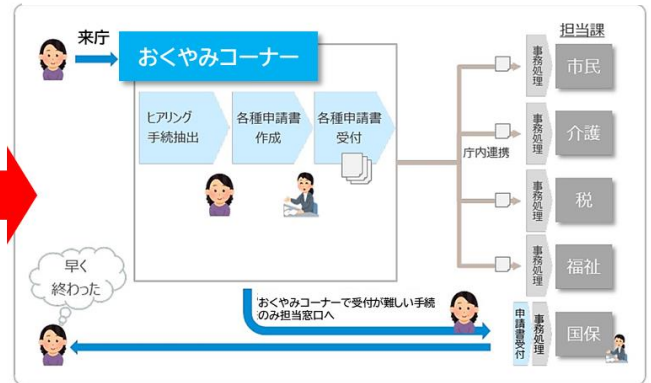 来庁
おくやみコーナー
担当課
ヒアリング
手続抽出
各種申請書
作成
各種申請書
受付
庁内連携
事務処理
市民
事務処理
介護
事務処理
税
事務処理
福祉
早く
終わった
おくやみコーナーで受付が難しい手続
のみ担当窓口へ
申請書受付
事務処理
国保